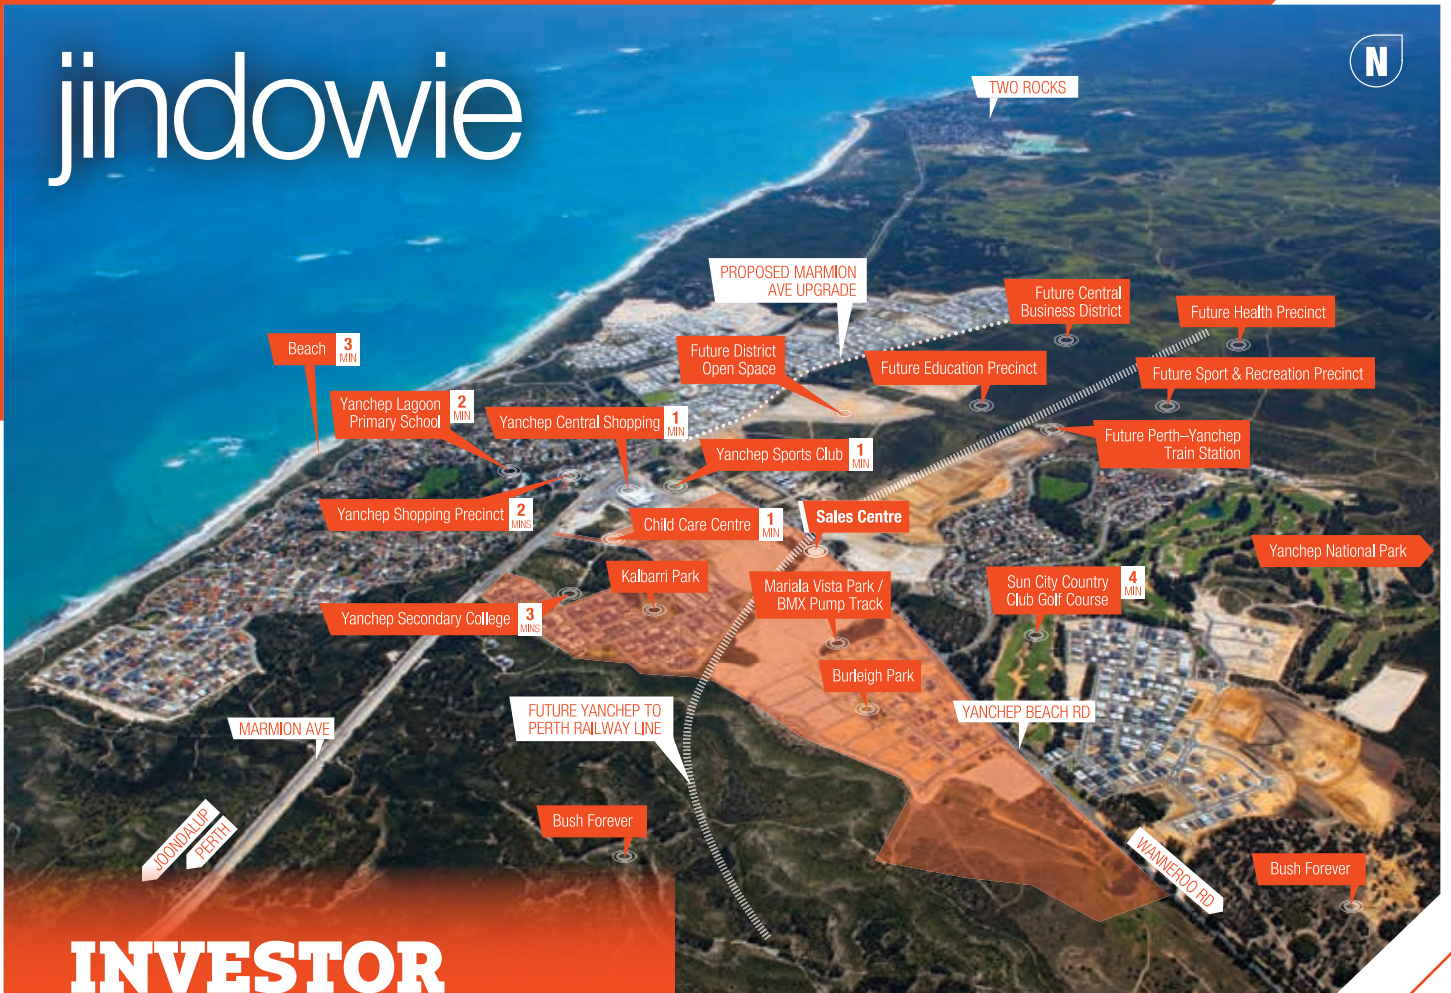 jindowie
N
TWO ROCKS
PROPOSED MARMION
AVE UPGRADE
Future Central
Business District
Future Health Precinct
Beach 3
MIN
Future District
Open Space
Future Education Precinct
Future Sport & Recreation Precinct
Yanchep Lagoon
Primary School
2
MIN
Yanchep Central Shopping
1
MIN
Yanchep Sports Club
1
MIN
Future Perth–Yanchep
Train Station
Yanchep Shopping Precinct
2
MINS
Child Care Centre
1
MIN
Sales Centre
Yanchep National Park
Kalbarri Park
Mariala Vista Park /
BMX Pump Track
Sun City Country
Club Golf Course
4
MIN
Yanchep Secondary College
3
MINS
Burleigh Park
MARMION AVE
FUTURE YANCHEP TO
PERTH RAILWAY LINE
YANCHEP BEACH RD
JOONDALUP
PERTH
Bush Forever
WANNEROO RD
Bush Forever
INVESTOR